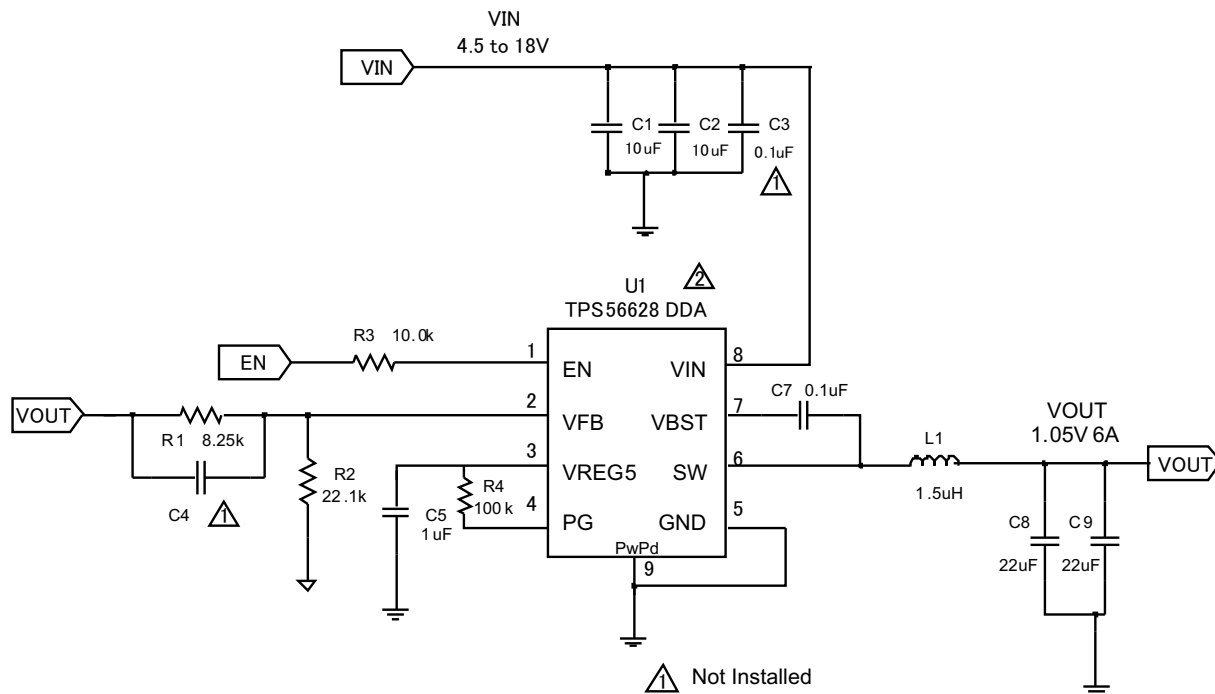 VIN
4.5 to 18V
VIN
C1
10uF
C2
10uF
C3
0.1uF
1
2
U1
TPS56628 DDA
R3 10.0k
EN
1
EN
VIN
8
VOUT
R1 8.25k
C4
1
2
VFB
VBST
7
C7 0.1uF
R2
22.1k
3
VREG5
SW
6
L1
1.5uH
VOUT
1.05V 6A
VOUT
C5
1uF
R4
100k
4
PG
GND
5
PwPd
9
C8
22uF
C9
22uF
1 Not Installed